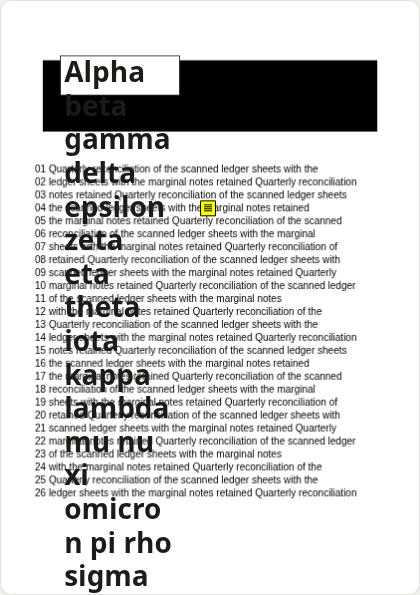 Alpha
beta
gamma
delta
epsilon
zeta
eta
theta
iota
kappa
lambda
mu nu
xi
omicro
n pi rho
sigma
01 Quarterly reconciliation of the scanned ledger sheets with the
02 ledger sheets with the marginal notes retained Quarterly reconciliation
03 notes retained Quarterly reconciliation of the scanned ledger sheets
04 the scanned ledger sheets with the marginal notes retained
05 the marginal notes retained Quarterly reconciliation of the scanned
06 reconciliation of the scanned ledger sheets with the marginal
07 sheets with the marginal notes retained Quarterly reconciliation of
08 retained Quarterly reconciliation of the scanned ledger sheets with
09 scanned ledger sheets with the marginal notes retained Quarterly
10 marginal notes retained Quarterly reconciliation of the scanned ledger
11 of the scanned ledger sheets with the marginal notes
12 with the marginal notes retained Quarterly reconciliation of the
13 Quarterly reconciliation of the scanned ledger sheets with the
14 ledger sheets with the marginal notes retained Quarterly reconciliation
15 notes retained Quarterly reconciliation of the scanned ledger sheets
16 the scanned ledger sheets with the marginal notes retained
17 the marginal notes retained Quarterly reconciliation of the scanned
18 reconciliation of the scanned ledger sheets with the marginal
19 sheets with the marginal notes retained Quarterly reconciliation of
20 retained Quarterly reconciliation of the scanned ledger sheets with
21 scanned ledger sheets with the marginal notes retained Quarterly
22 marginal notes retained Quarterly reconciliation of the scanned ledger
23 of the scanned ledger sheets with the marginal notes
24 with the marginal notes retained Quarterly reconciliation of the
25 Quarterly reconciliation of the scanned ledger sheets with the
26 ledger sheets with the marginal notes retained Quarterly reconciliation